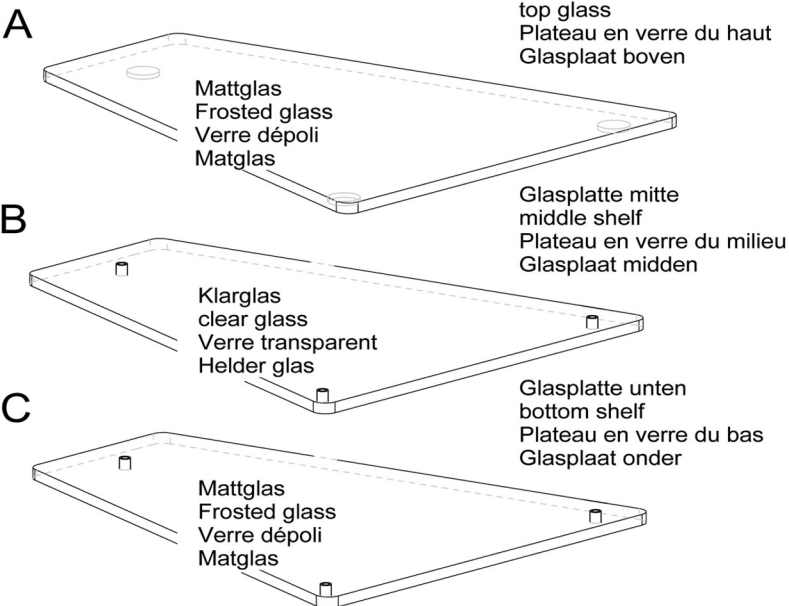 A
top glass
Plateau en verre du haut
Glasplaat boven
Mattglas
Frosted glass
Verre dépoli
Matglas
B
Glasplatte mitte
middle shelf
Plateau en verre du milieu
Glasplaat midden
Klarglas
clear glass
Verre transparent
Helder glas
C
Glasplatte unten
bottom shelf
Plateau en verre du bas
Glasplaat onder
Mattglas
Frosted glass
Verre dépoli
Matglas